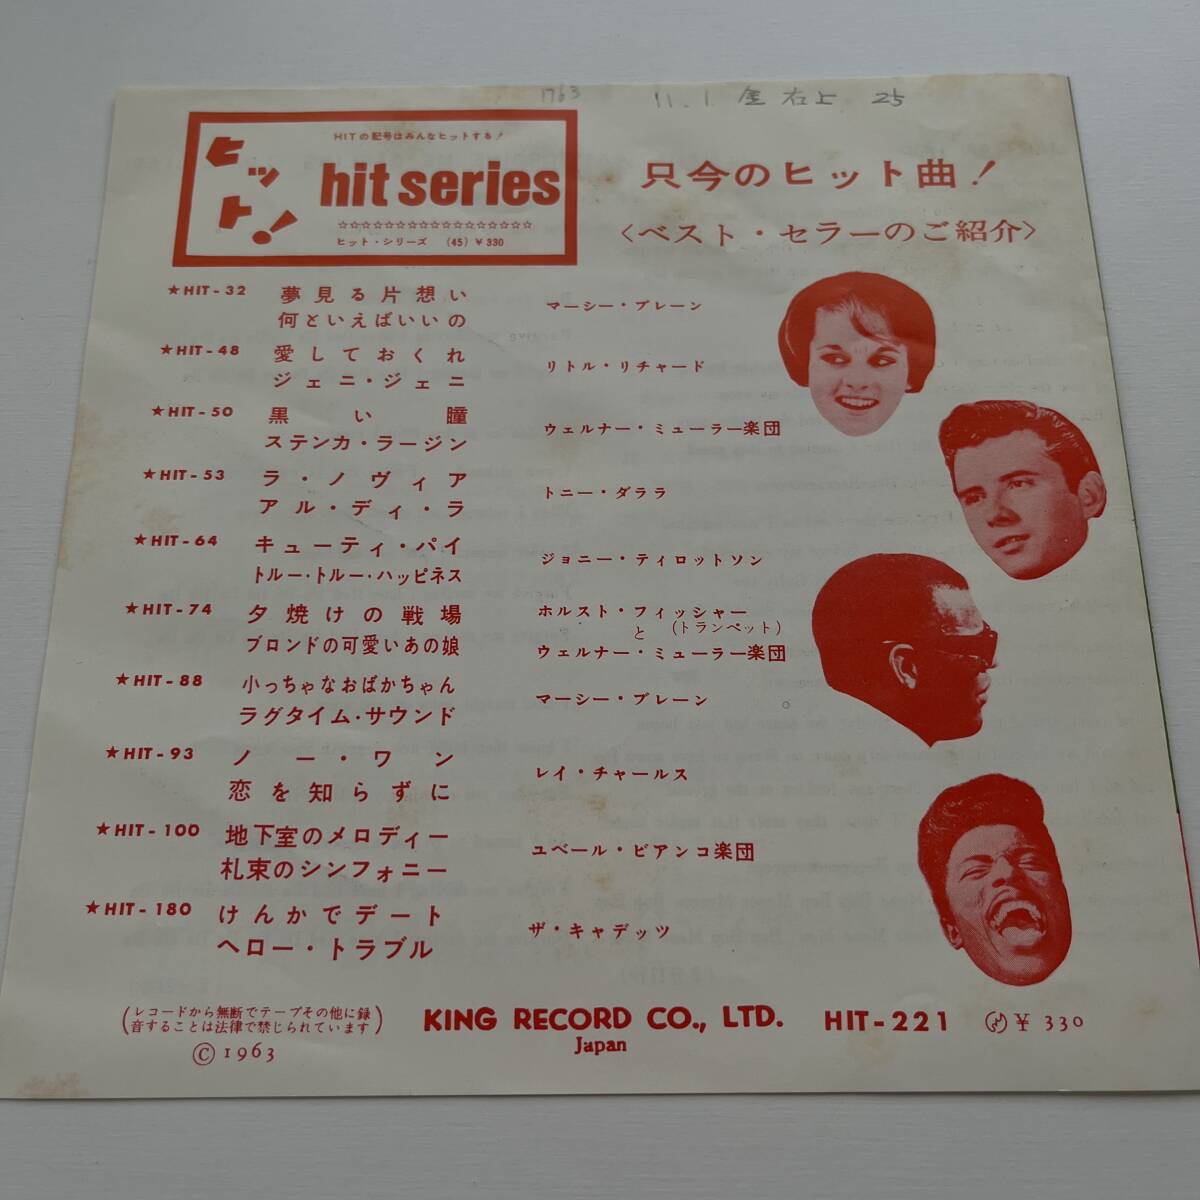 1763 11.1 金 右上 25
ヒット!
HITの記号はみんなヒットする!
hit series
☆☆☆☆☆☆☆☆☆☆☆☆☆☆☆☆☆
ヒット・シリーズ (45) ¥330
只今のヒット曲!
〈ベスト・セラーのご紹介〉
★HIT-32 夢見る片想い
何といえばいいの
マーシー・ブレーン
★HIT-48 愛しておくれ
ジェニ・ジェニ
リトル・リチャード
★HIT-50 黒い瞳
ステンカ・ラージン
ウェルナー・ミューラー楽団
★HIT-53 ラ・ノヴィア
アル・ディ・ラ
トニー・ダララ
★HIT-64 キューティ・パイ
トルー・トルー・ハッピネス
ジョニー・ティロットソン
★HIT-74 夕焼けの戦場
ブロンドの可愛いあの娘
ホルスト・フィッシャー
と (トランペット)
ウェルナー・ミューラー楽団
★HIT-88 小っちゃなおばかちゃん
ラグタイム・サウンド
マーシー・ブレーン
★HIT-93 ノー・ワン
恋を知らずに
レイ・チャールス
★HIT-100 地下室のメロディー
札束のシンフォニー
ユベール・ビアンコ楽団
★HIT-180 けんかでデート
ヘロー・トラブル
ザ・キャデッツ
(レコードから無断でテープその他に録
音することは法律で禁じられています)
© 1963
KING RECORD CO., LTD.
Japan
HIT-221 ¥ 330